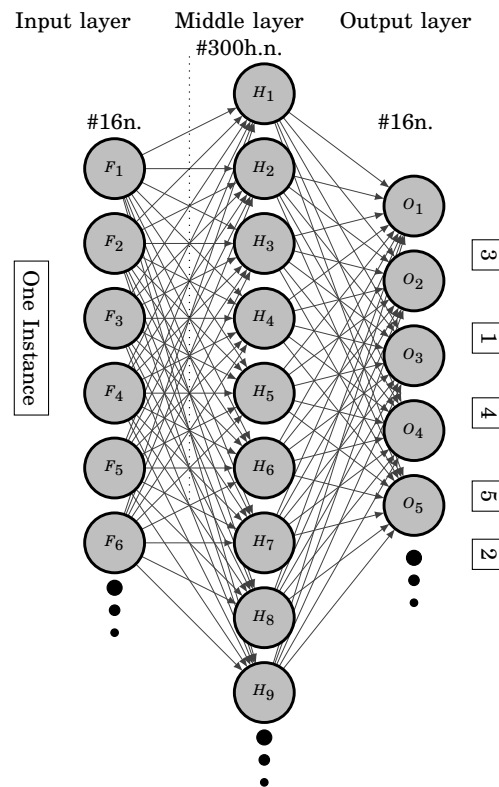 Input layer
Middle layer
Output layer
#300h.n.
#16n.
#16n.
H1
F1
H2
O1
F2
H3
3
O2
One Instance
F3
H4
1
O3
F4
H5
4
O4
F5
H6
5
O5
F6
H7
2
H8
H9